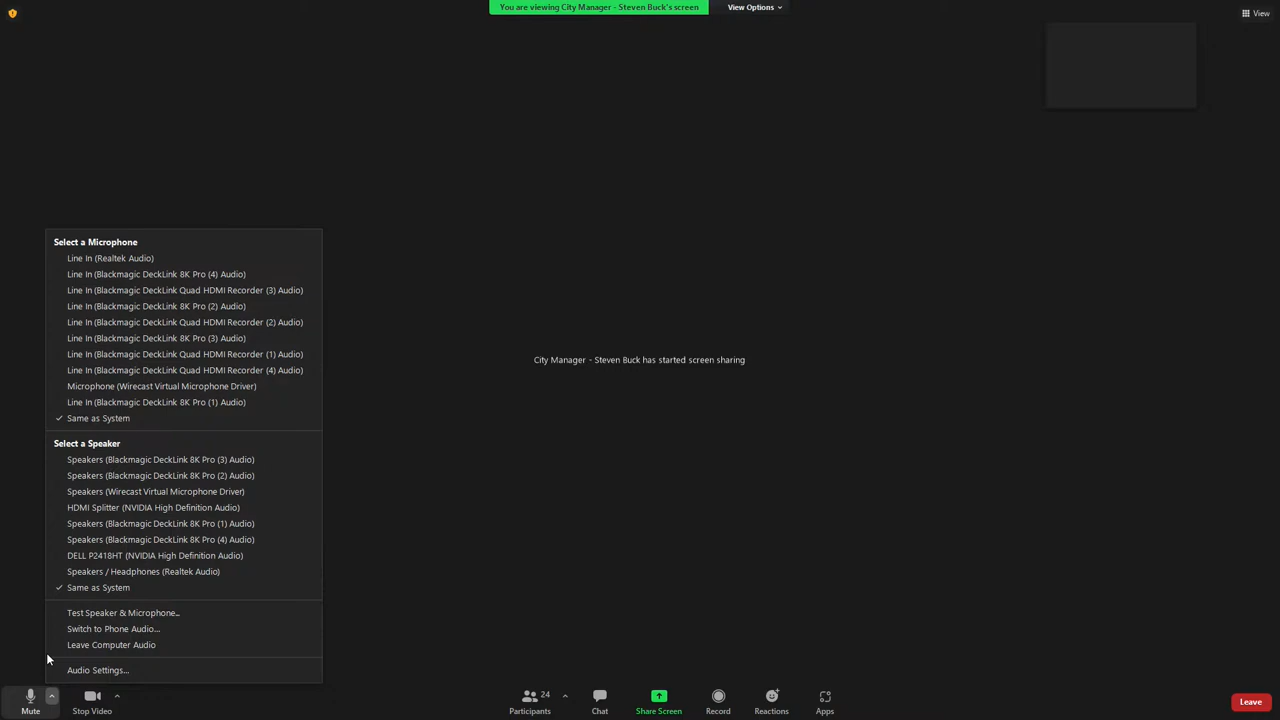 You are viewing City Manager - Steven Buck's screen
View Options
View
Select a Microphone
Line In (Realtek Audio)
Line In (Blackmagic DeckLink 8K Pro (4) Audio)
Line In (Blackmagic DeckLink Quad HDMI Recorder (3) Audio)
Line In (Blackmagic DeckLink 8K Pro (2) Audio)
Line In (Blackmagic DeckLink Quad HDMI Recorder (2) Audio)
Line In (Blackmagic DeckLink 8K Pro (3) Audio)
Line In (Blackmagic DeckLink Quad HDMI Recorder (1) Audio)
Line In (Blackmagic DeckLink Quad HDMI Recorder (4) Audio)
Microphone (Wirecast Virtual Microphone Driver)
Line In (Blackmagic DeckLink 8K Pro (1) Audio)
Same as System
Select a Speaker
Speakers (Blackmagic DeckLink 8K Pro (3) Audio)
Speakers (Blackmagic DeckLink 8K Pro (2) Audio)
Speakers (Wirecast Virtual Microphone Driver)
HDMI Splitter (NVIDIA High Definition Audio)
Speakers (Blackmagic DeckLink 8K Pro (1) Audio)
Speakers (Blackmagic DeckLink 8K Pro (4) Audio)
DELL P2418HT (NVIDIA High Definition Audio)
Speakers / Headphones (Realtek Audio)
Same as System
Test Speaker & Microphone...
Switch to Phone Audio...
Leave Computer Audio
Audio Settings...
City Manager - Steven Buck has started screen sharing
Mute
Stop Video
24
Participants
Chat
Share Screen
Record
Reactions
Apps
Leave